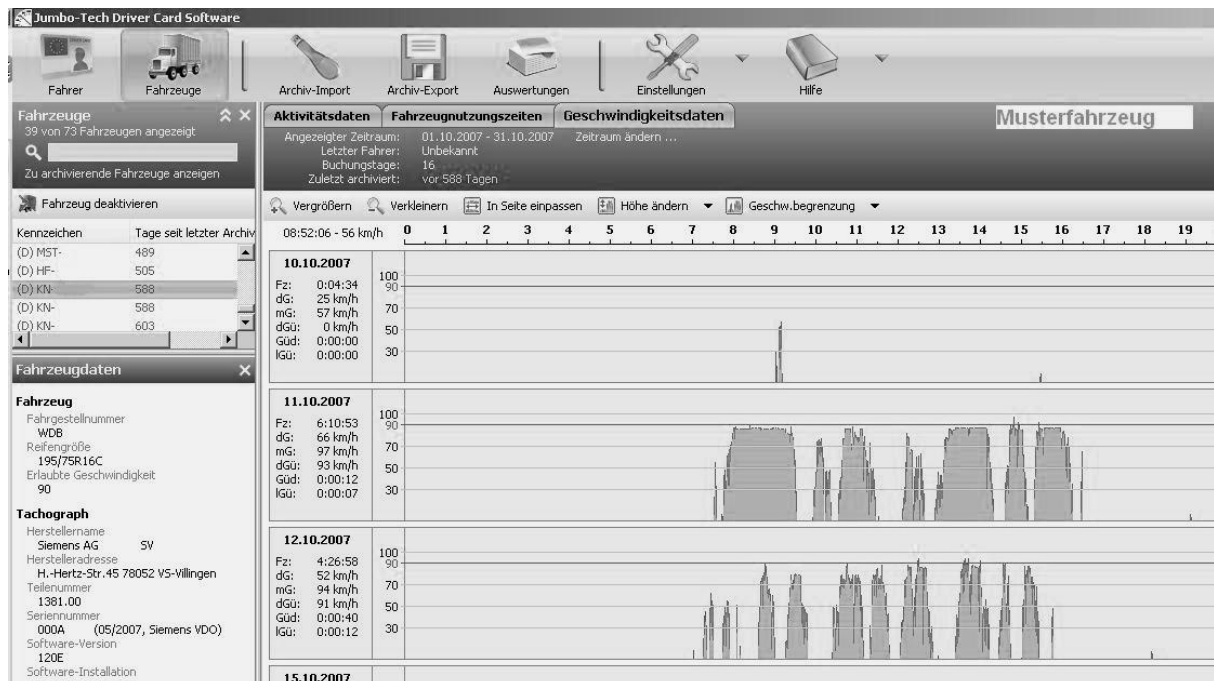 Jumbo-Tech Driver Card Software
Fahrer
Fahrzeuge
Archiv-Import
Archiv-Export
Auswertungen
Einstellungen
Hilfe
Fahrzeuge
39 von 73 Fahrzeugen angezeigt
Zu archivierende Fahrzeuge anzeigen
Fahrzeug deaktivieren
Kennzeichen Tage seit letzter Archiv
(D) MST- 489
(D) HF- 505
(D) KN- 588
(D) KN- 588
(D) KN- 603
Fahrzeugdaten
Fahrzeug
Fahrgestellnummer
WDB
Reifengröße
195/75R16C
Erlaubte Geschwindigkeit
90
Tachograph
Herstellername
Siemens AG SV
Herstelleradresse
H.-Hertz-Str.45 78052 VS-Villingen
Teilenummer
1381.00
Seriennummer
000A (05/2007, Siemens VDO)
Software-Version
120E
Software-Installation
Aktivitätsdaten Fahrzeugnutzungszeiten Geschwindigkeitsdaten
Musterfahrzeug
Angezeigter Zeitraum: 01.10.2007 - 31.10.2007 Zeitraum ändern ...
Letzter Fahrer: Unbekannt
Buchungstage: 16
Zuletzt archiviert: vor 588 Tagen
Vergrößern Verkleinern In Seite einpassen Höhe ändern Geschw.begrenzung
08:52:06 - 56 km/h 0 1 2 3 4 5 6 7 8 9 10 11 12 13 14 15 16 17 18 19
10.10.2007
Fz: 0:04:34
dG: 25 km/h
mG: 57 km/h
dGü: 0 km/h
Güd: 0:00:00
lGü: 0:00:00
100
90
70
50
30
11.10.2007
Fz: 6:10:53
dG: 66 km/h
mG: 97 km/h
dGü: 93 km/h
Güd: 0:00:12
lGü: 0:00:07
100
90
70
50
30
12.10.2007
Fz: 4:26:58
dG: 52 km/h
mG: 94 km/h
dGü: 91 km/h
Güd: 0:00:40
lGü: 0:00:12
100
90
70
50
30
15.10.2007